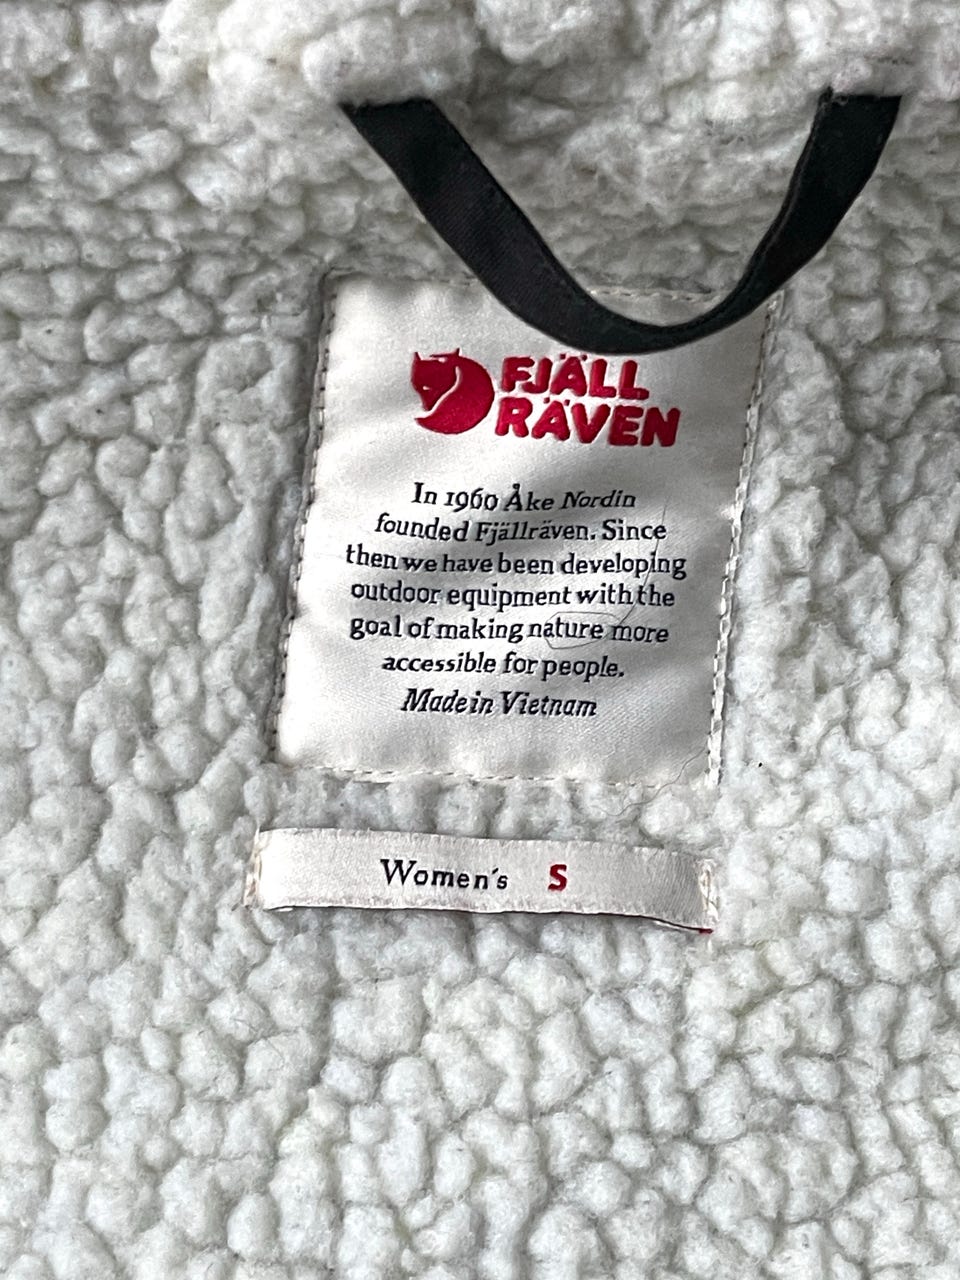 FJÄLL
RÄVEN
In 1960 Åke Nordin
founded Fjällräven. Since
then we have been developing
outdoor equipment with the
goal of making nature more
accessible for people.
Made in Vietnam
Women's S